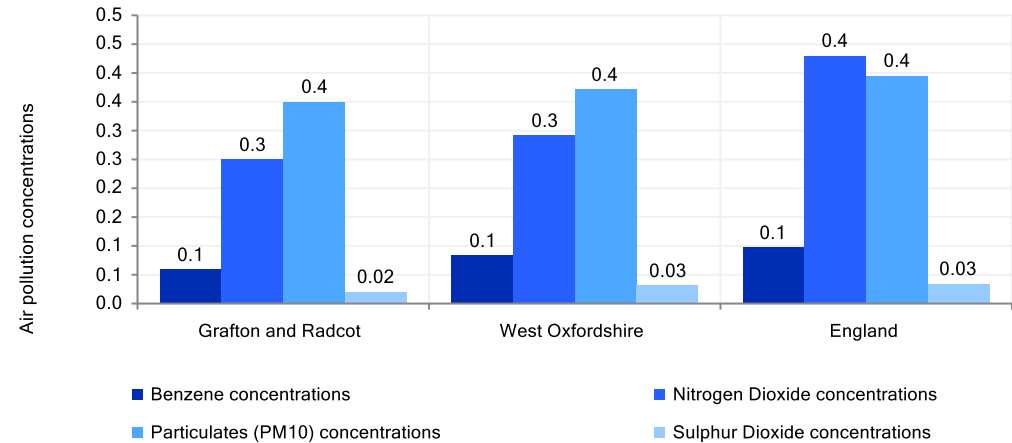 Air pollution concentrations
0.5
0.5
0.4
0.4
0.3
0.3
0.2
0.2
0.1
0.1
0.0
0.1
0.3
0.4
0.02
0.1
0.3
0.4
0.03
0.1
0.4
0.4
0.03
Grafton and Radcot
West Oxfordshire
England
Benzene concentrations
Nitrogen Dioxide concentrations
Particulates (PM10) concentrations
Sulphur Dioxide concentrations